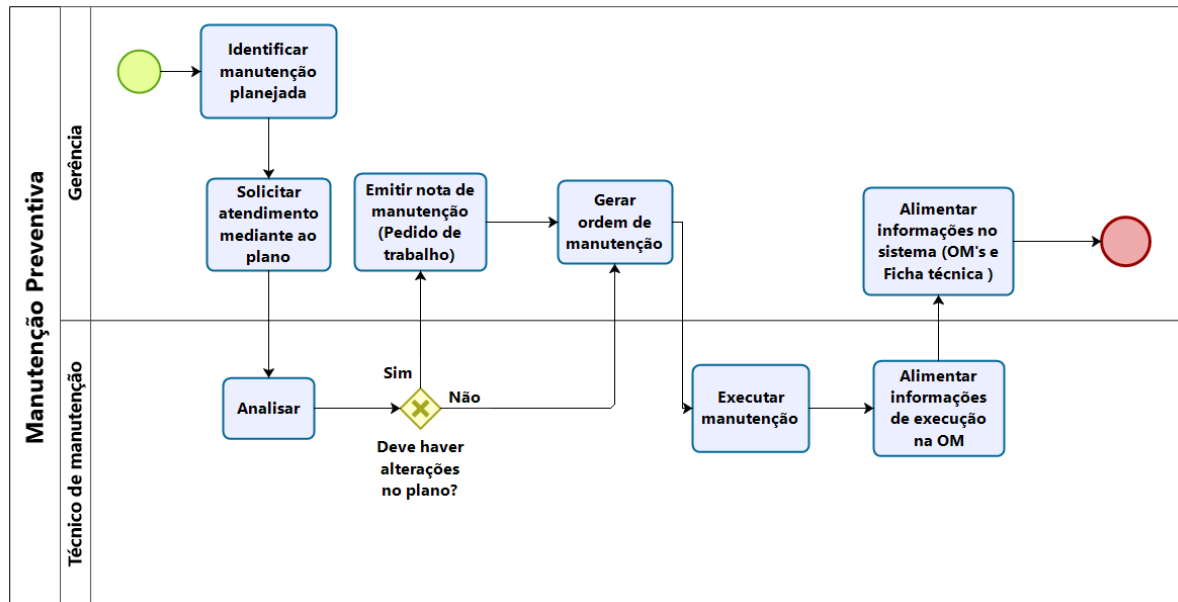 Manutenção Preventiva
Gerência
Identificar
manutenção
planejada
Solicitar
atendimento
mediante ao
plano
Emitir nota de
manutenção
(Pedido de
trabalho)
Gerar
ordem de
manutenção
Alimentar
informações no
sistema (OM's e
Ficha técnica )
Técnico de manutenção
Analisar
Sim
Não
Deve haver
alterações
no plano?
Executar
manutenção
Alimentar
informações
de execução
na OM